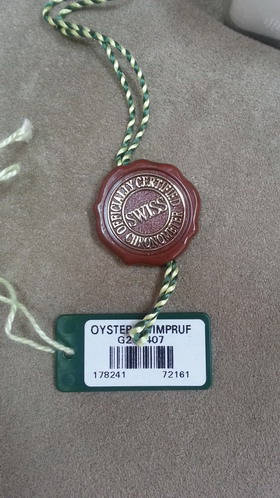 OFFICIALLY CERTIFIED
SWISS
CHRONOMETER
OYSTER
178241 72161